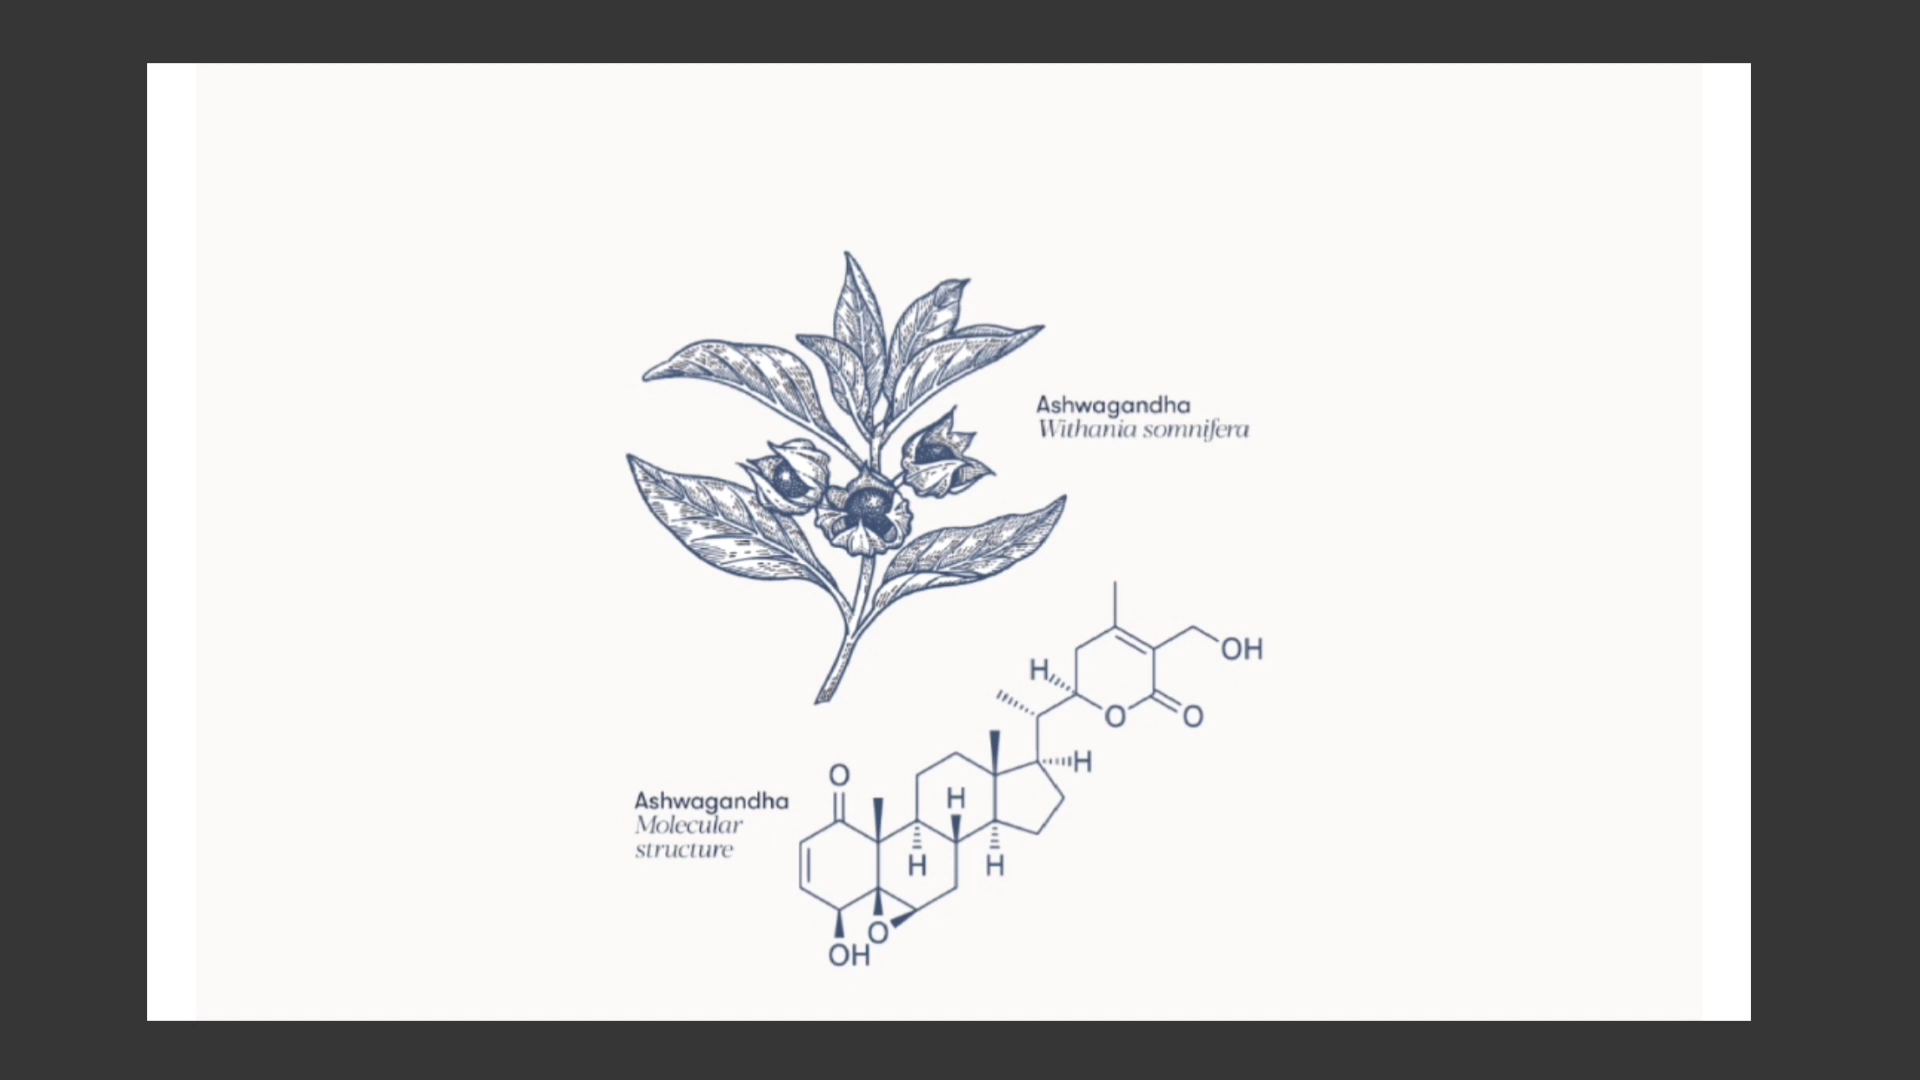 Ashwagandha
Withania somnifera
OH
H
O
O
H
O
H
Ashwagandha
Molecular
structure
H
H
O
OH